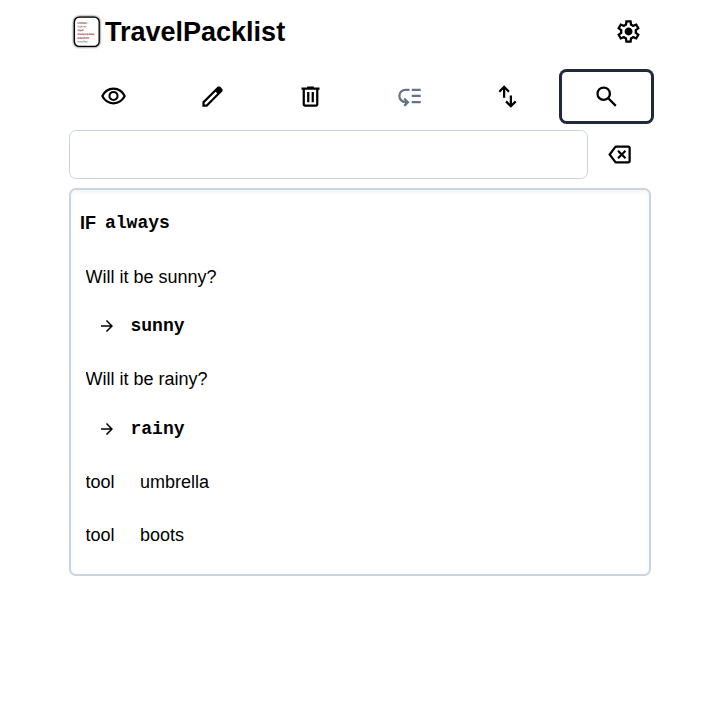 TravelPacklist
IF always
Will it be sunny?
→ sunny
Will it be rainy?
→ rainy
tool umbrella
tool boots